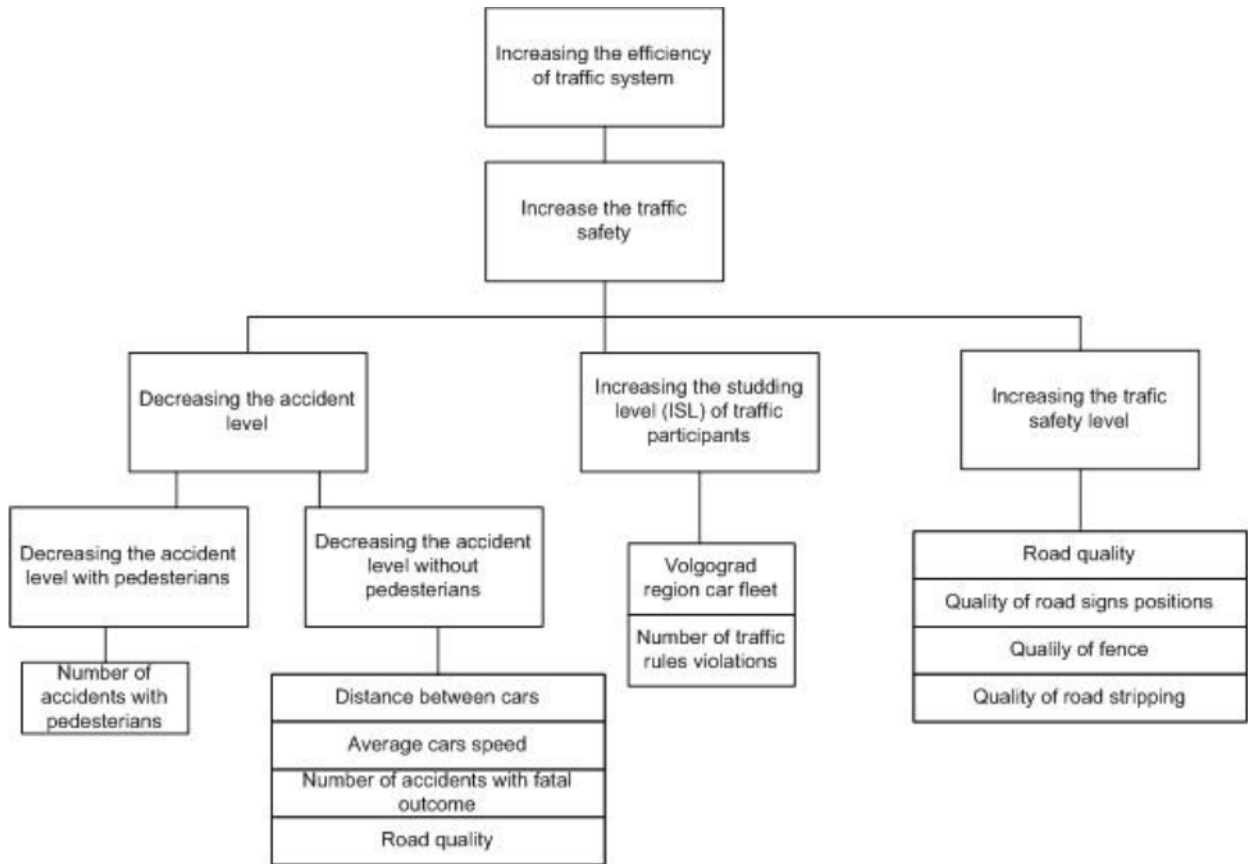 Increasing the efficiency
of traffic system
Increase the traffic
safety
Decreasing the accident
level
Increasing the studding
level (ISL) of traffic
participants
Increasing the trafic
safety level
Decreasing the accident
level with pedesterians
Decreasing the accident
level without
pedesterians
Volgograd
region car fleet
Number of traffic
rules violations
Road quality
Quality of road signs positions
Qualily of fence
Quality of road stripping
Number of
accidents with
pedesterians
Distance between cars
Average cars speed
Number of accidents with fatal
outcome
Road quality